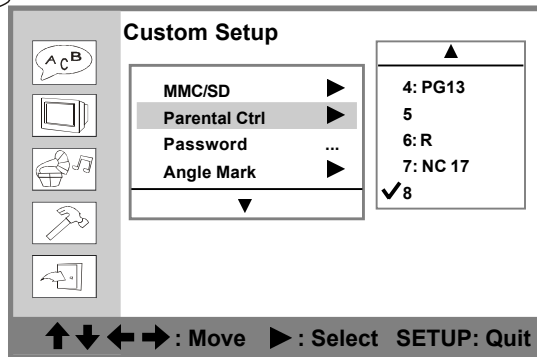 Custom Setup
A C B
MMC/SD
Parental Ctrl
Password ...
Angle Mark
4: PG13
5
6: R
7: NC 17
8
: Move : Select SETUP: Quit